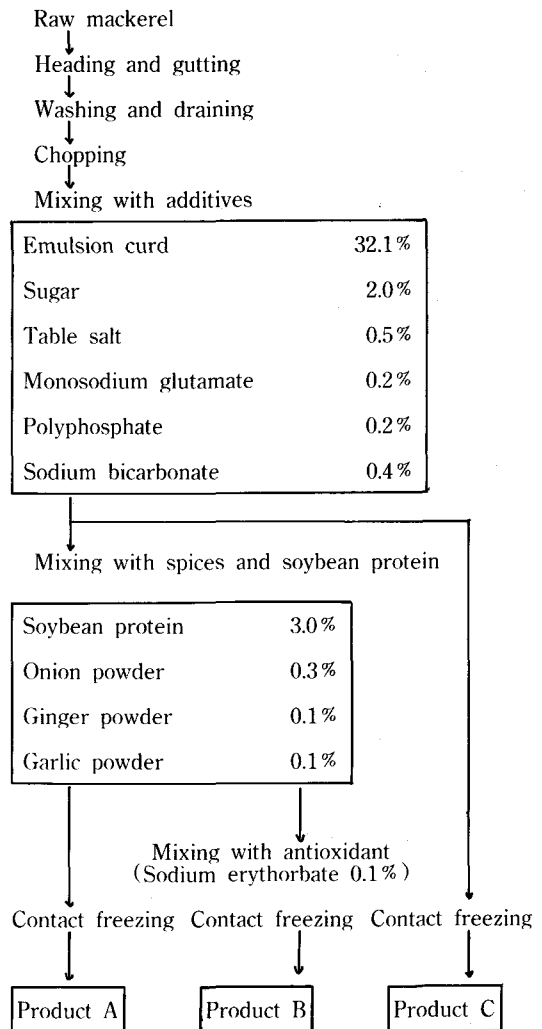 Raw mackerel
Heading and gutting
Washing and draining
Chopping
Mixing with additives
Emulsion curd 32.1%
Sugar 2.0%
Table salt 0.5%
Monosodium glutamate 0.2%
Polyphosphate 0.2%
Sodium bicarbonate 0.4%
Mixing with spices and soybean protein
Soybean protein 3.0%
Onion powder 0.3%
Ginger powder 0.1%
Garlic powder 0.1%
Mixing with antioxidant
(Sodium erythorbate 0.1%)
Contact freezing Contact freezing Contact freezing
Product A Product B Product C